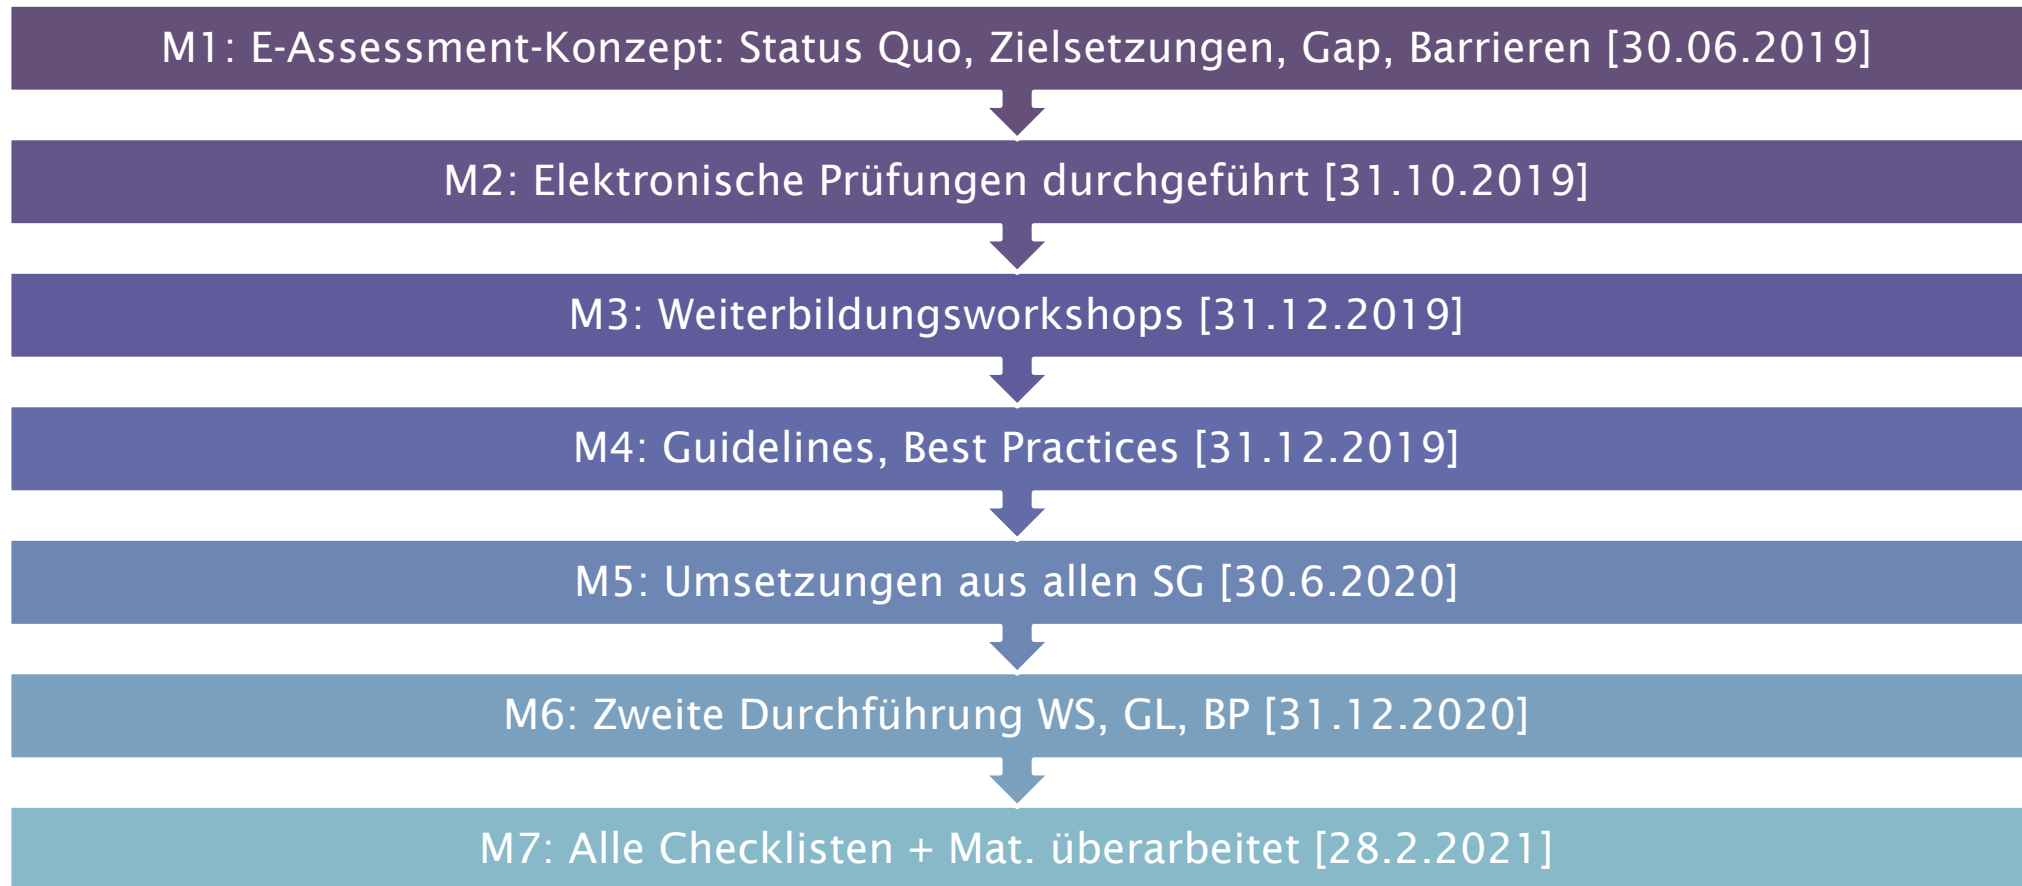 M1: E-Assessment-Konzept: Status Quo, Zielsetzungen, Gap, Barrieren [30.06.2019]
M2: Elektronische Prüfungen durchgeführt [31.10.2019]
M3: Weiterbildungsworkshops [31.12.2019]
M4: Guidelines, Best Practices [31.12.2019]
M5: Umsetzungen aus allen SG [30.6.2020]
M6: Zweite Durchführung WS, GL, BP [31.12.2020]
M7: Alle Checklisten + Mat. überarbeitet [28.2.2021]